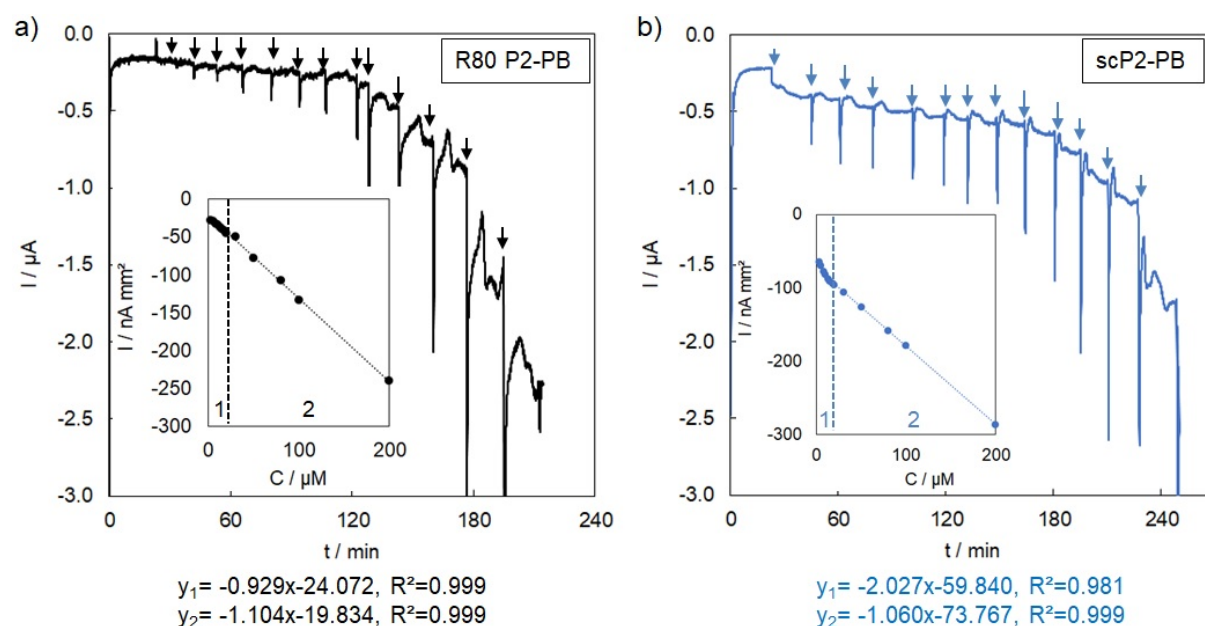 a)
R80 P2-PB
0.0
-0.5
-1.0
-1.5
-2.0
-2.5
-3.0
I / µA
0
60
120
180
240
t / min
0
-50
-100
-150
-200
-250
-300
I / nA mm²
1
2
0
100
200
C / µM
y₁= -0.929x-24.072, R²=0.999
y₂= -1.104x-19.834, R²=0.999
b)
scP2-PB
0.0
-0.5
-1.0
-1.5
-2.0
-2.5
-3.0
I / µA
0
60
120
180
240
t / min
0
-100
-200
-300
I / nA mm²
1
2
0
100
200
C / µM
y₁= -2.027x-59.840, R²=0.981
y₂= -1.060x-73.767, R²=0.999